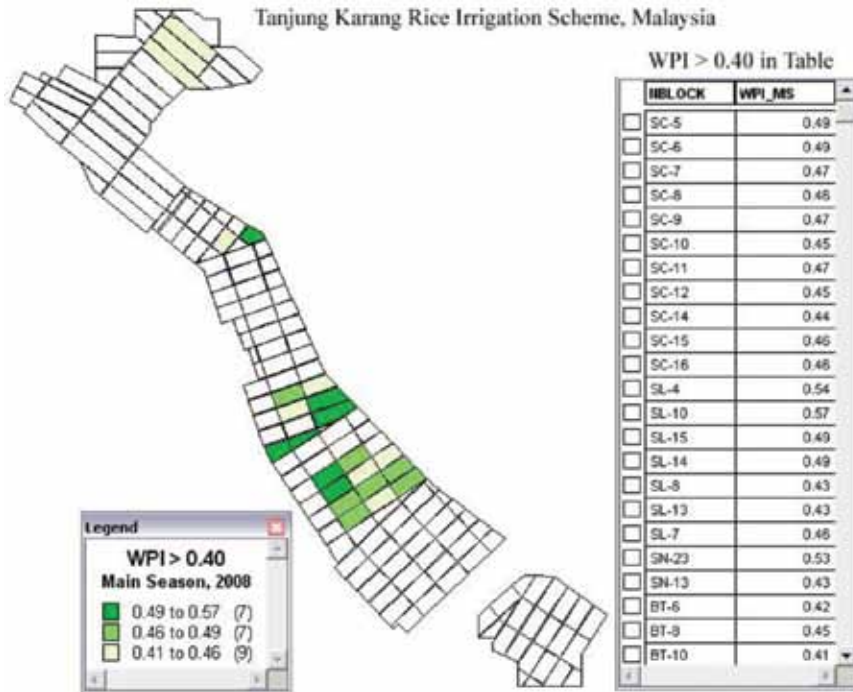 Tanjung Karang Rice Irrigation Scheme, Malaysia
WPI > 0.40 in Table
NBLOCK WPI_MS
SC-5 0.49
SC-6 0.49
SC-7 0.47
SC-8 0.46
SC-9 0.47
SC-10 0.45
SC-11 0.47
SC-12 0.45
SC-14 0.44
SC-15 0.46
SC-16 0.46
SL-4 0.54
SL-10 0.57
SL-15 0.49
SL-14 0.49
SL-8 0.43
SL-13 0.43
SL-7 0.46
SN-23 0.53
SN-13 0.43
BT-6 0.42
BT-8 0.45
BT-10 0.41
Legend
WPI > 0.40
Main Season, 2008
0.49 to 0.57 (7)
0.46 to 0.49 (7)
0.41 to 0.46 (9)